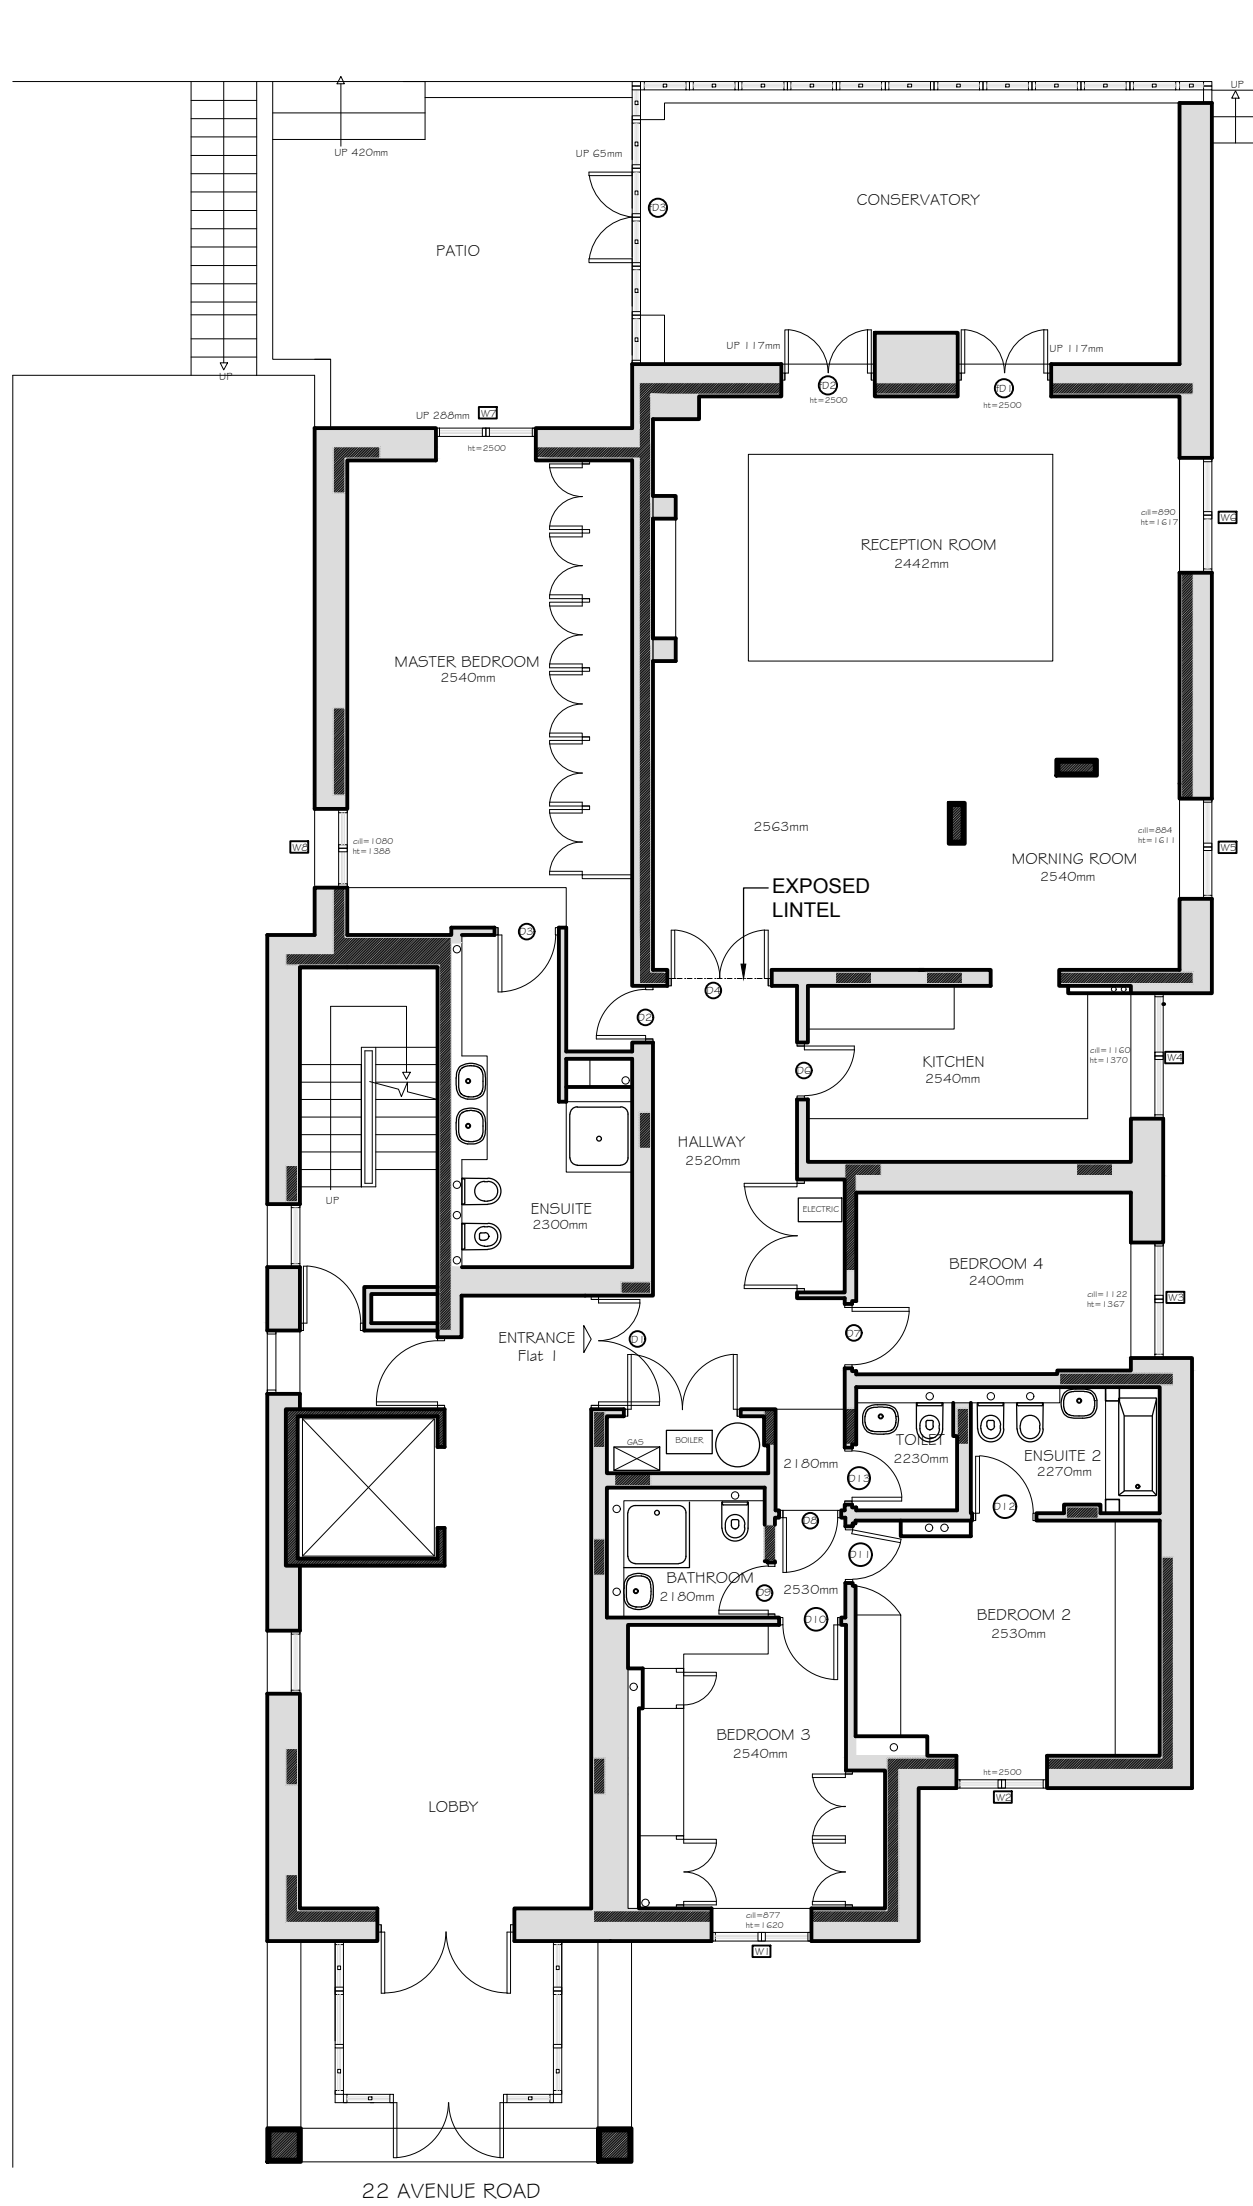 UP
UP 420mm
UP 65mm
FD3
CONSERVATORY
PATIO
UP
UP 117mm
UP 117mm
FD2
ht=2500
FD1
ht=2500
UP 288mm
W7
ht=2500
cill=890
ht=1617
W6
RECEPTION ROOM
2442mm
MASTER BEDROOM
2540mm
2563mm
cill=884
ht=1611
W5
W8
cill=1080
ht=1388
MORNING ROOM
2540mm
EXPOSED
LINTEL
D3
D4
D2
KITCHEN
2540mm
cill=1160
ht=1370
W4
D6
HALLWAY
2520mm
UP
ENSUITE
2300mm
ELECTRIC
BEDROOM 4
2400mm
cill=1122
ht=1367
W3
ENTRANCE
Flat 1
D1
D7
GAS
BOILER
TOILET
2230mm
ENSUITE 2
2270mm
2180mm
D13
D12
D8
D11
BATHROOM
2180mm
D9
2530mm
D10
BEDROOM 2
2530mm
BEDROOM 3
2540mm
ht=2500
W2
LOBBY
cill=877
ht=1620
W1
22 AVENUE ROAD